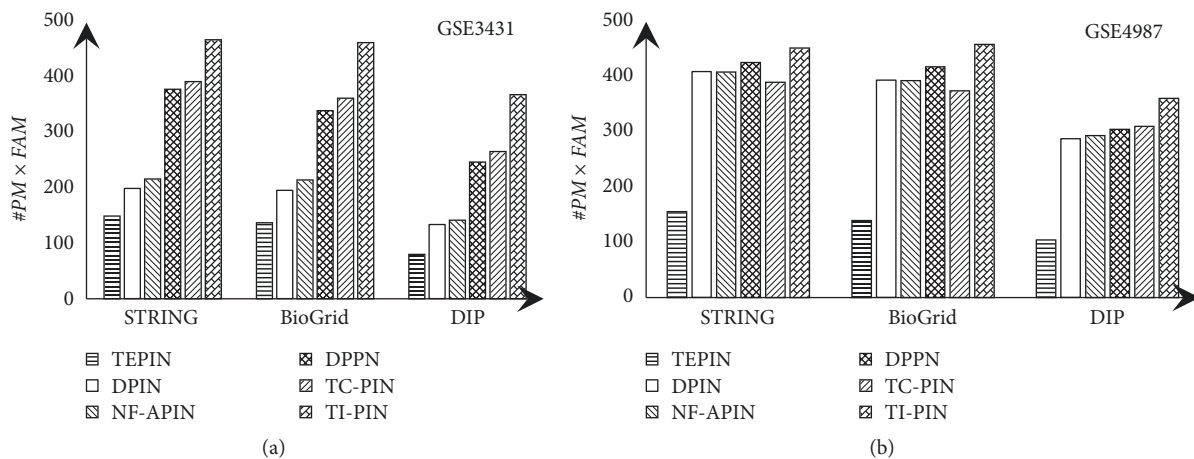 GSE3431
#PM × FAM
500
400
300
200
100
0
STRING BioGrid DIP
TEPIN DPPN
DPIN TC-PIN
NF-APIN TI-PIN
(a)
GSE4987
#PM × FAM
500
400
300
200
100
0
STRING BioGrid DIP
TEPIN DPPN
DPIN TC-PIN
NF-APIN TI-PIN
(b)